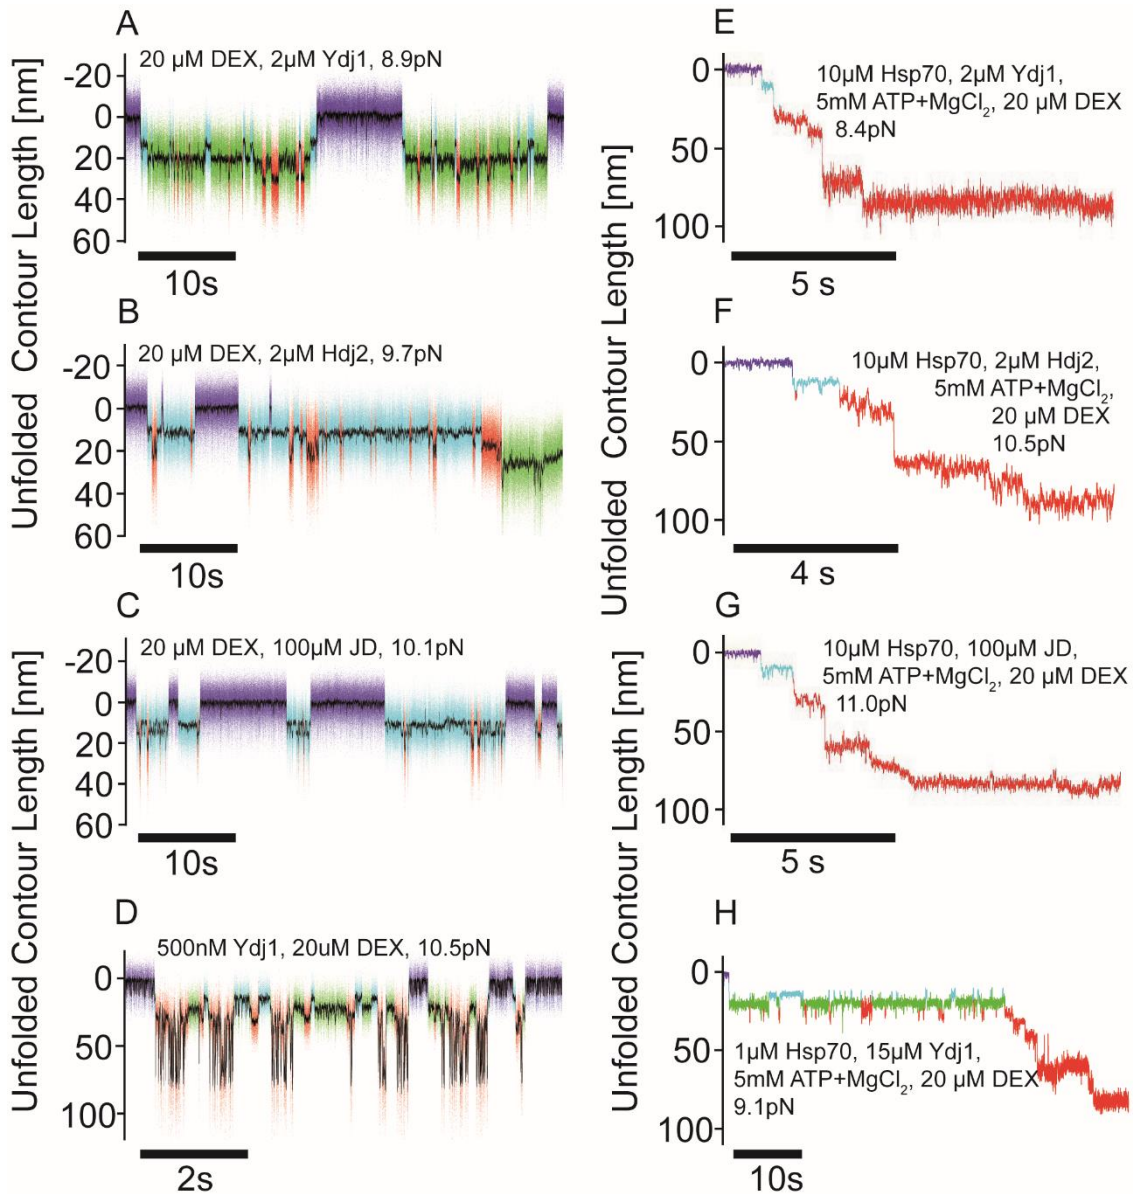 A
20 µM DEX, 2µM Ydj1, 8.9pN
-20
0
20
40
60
10s
B
20 µM DEX, 2µM Hdj2, 9.7pN
-20
0
20
40
60
10s
Unfolded Contour Length [nm]
C
20 µM DEX, 100µM JD, 10.1pN
-20
0
20
40
60
10s
D
500nM Ydj1, 20uM DEX, 10.5pN
0
50
100
2s
Unfolded Contour Length [nm]
E
10µM Hsp70, 2µM Ydj1,
5mM ATP+MgCl₂, 20 µM DEX
8.4pN
0
50
100
5 s
F
10µM Hsp70, 2µM Hdj2,
5mM ATP+MgCl₂,
20 µM DEX
10.5pN
0
50
100
4 s
Unfolded Contour Length [nm]
G
10µM Hsp70, 100µM JD,
5mM ATP+MgCl₂, 20 µM DEX
11.0pN
0
50
100
5 s
H
1µM Hsp70, 15µM Ydj1,
5mM ATP+MgCl₂, 20 µM DEX
9.1pN
0
50
100
10s
Unfolded Contour Length [nm]